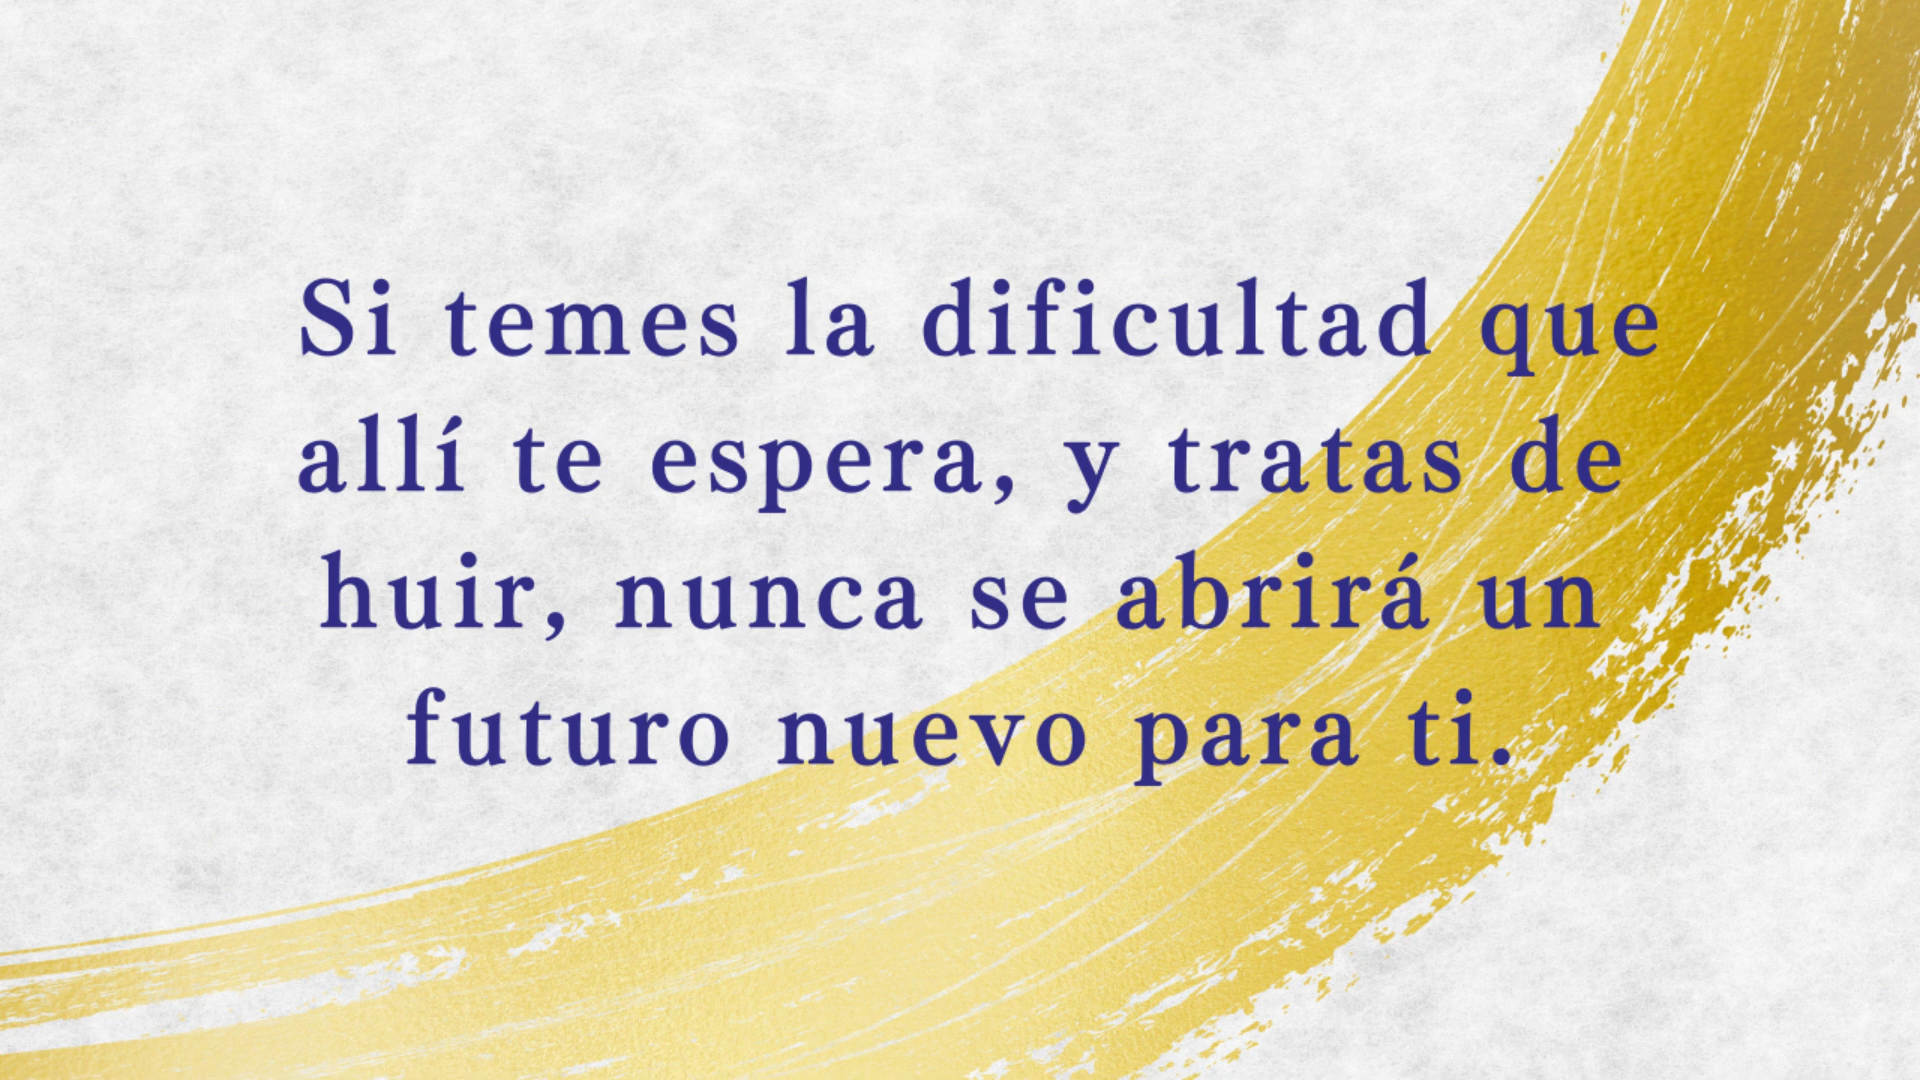 Si temes la dificultad que
allí te espera, y tratas de
huir, nunca se abrirá un
futuro nuevo para ti.